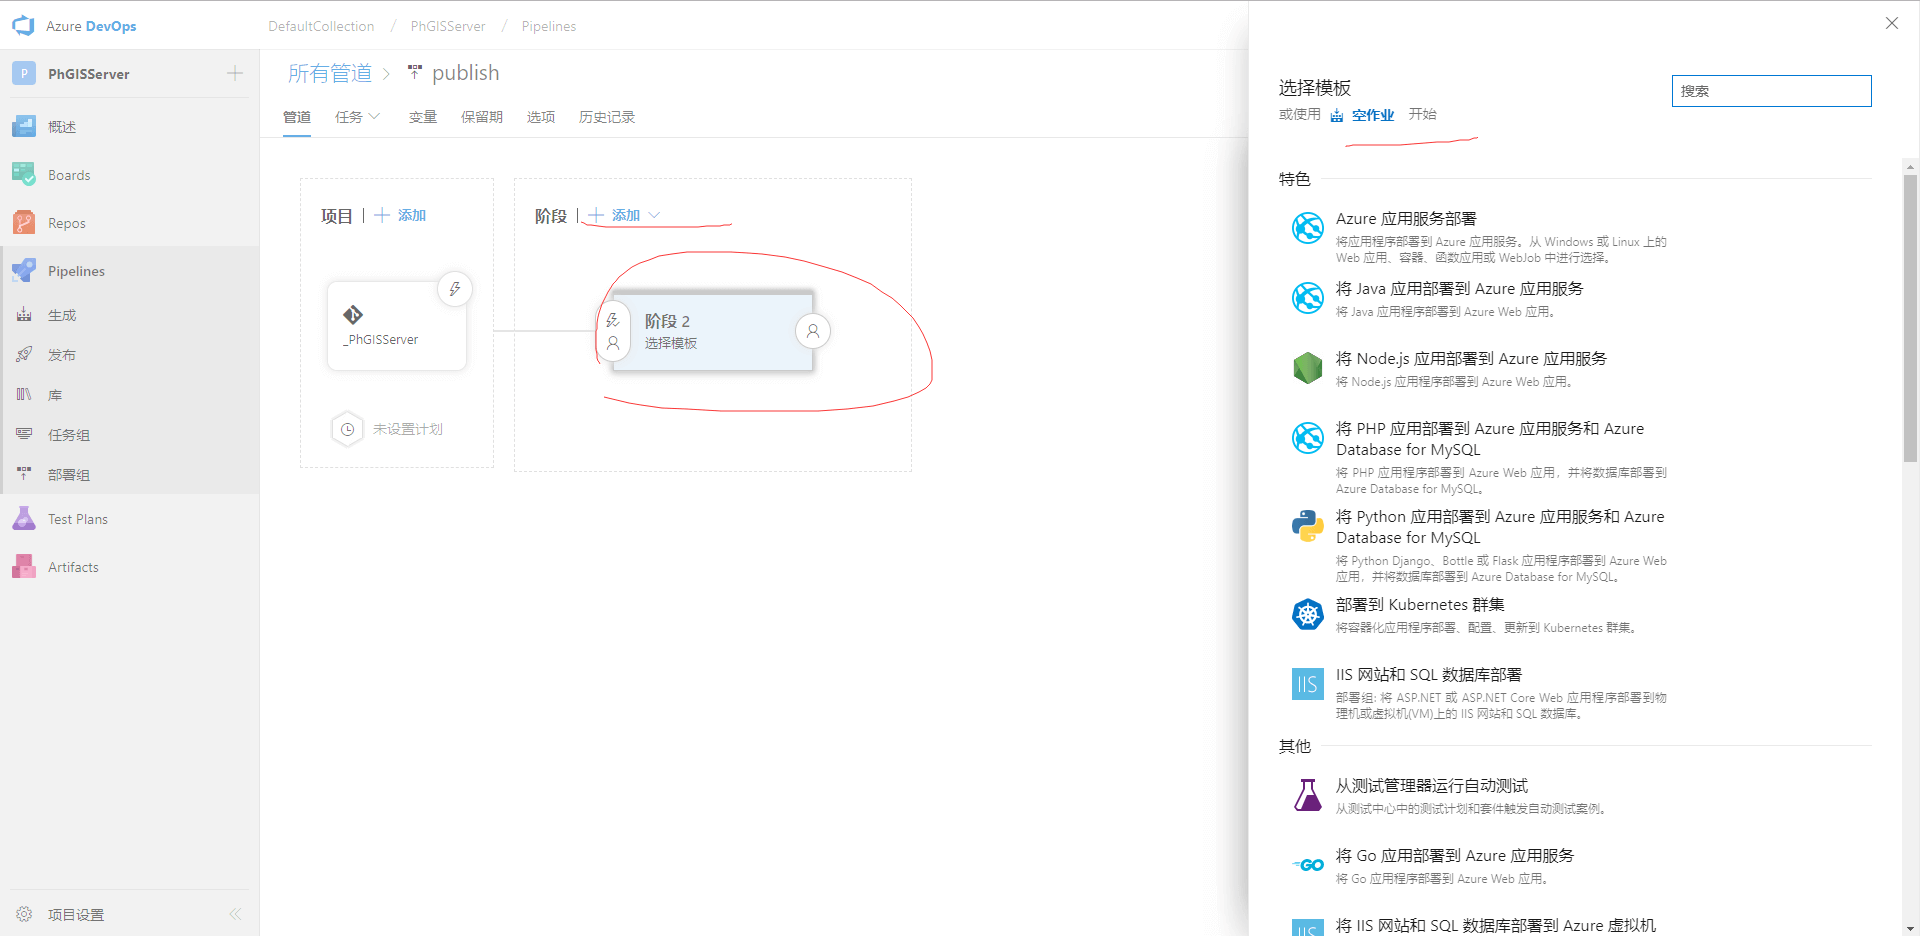 Azure DevOps
DefaultCollection / PhGISServer / Pipelines
P PhGISServer
概述
Boards
Repos
Pipelines
生成
发布
库
任务组
部署组
Test Plans
Artifacts
项目设置
所有管道 > publish
管道 任务 变量 保留期 选项 历史记录
项目 | + 添加
_PhGISServer
未设置计划
阶段 | + 添加
阶段 2
选择模板
选择模板
或使用 空作业 开始
搜索
特色
Azure 应用服务部署
将应用程序部署到 Azure 应用服务。从 Windows 或 Linux 上的
Web 应用、容器、函数应用或 WebJob 中进行选择。
将 Java 应用部署到 Azure 应用服务
将 Java 应用程序部署到 Azure Web 应用。
将 Node.js 应用部署到 Azure 应用服务
将 Node.js 应用程序部署到 Azure Web 应用。
将 PHP 应用部署到 Azure 应用服务和 Azure
Database for MySQL
将 PHP 应用程序部署到 Azure Web 应用，并将数据库部署到
Azure Database for MySQL。
将 Python 应用部署到 Azure 应用服务和 Azure
Database for MySQL
将 Python Django、Bottle 或 Flask 应用程序部署到 Azure Web
应用，并将数据库部署到 Azure Database for MySQL。
部署到 Kubernetes 群集
将容器化应用程序部署、配置、更新到 Kubernetes 群集。
IIS
IIS 网站和 SQL 数据库部署
部署组: 将 ASP.NET 或 ASP.NET Core Web 应用程序部署到物
理机或虚拟机(VM)上的 IIS 网站和 SQL 数据库。
其他
从测试管理器运行自动测试
从测试中心中的测试计划和套件触发自动测试案例。
GO
将 Go 应用部署到 Azure 应用服务
将 Go 应用程序部署到 Azure Web 应用。
IIS
将 IIS 网站和 SQL 数据库部署到 Azure 虚拟机